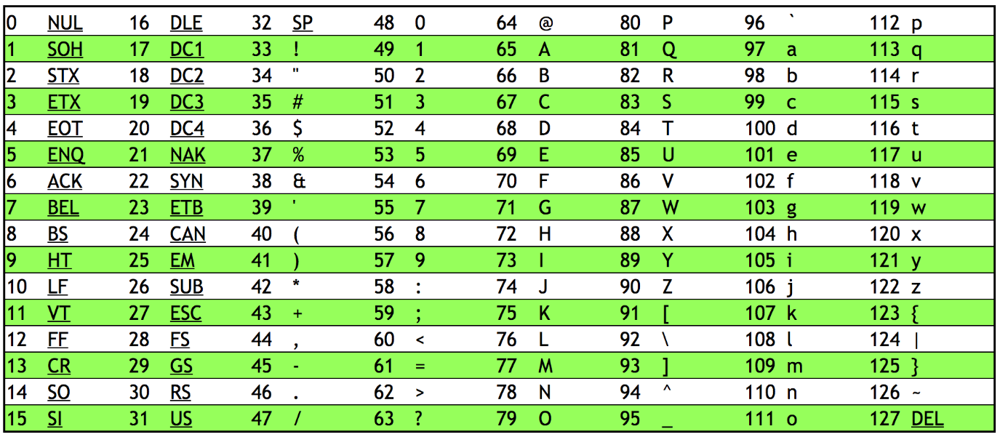 0 NUL 16 DLE 32 SP 48 0 64 @ 80 P 96 ` 112 p
1 SOH 17 DC1 33 ! 49 1 65 A 81 Q 97 a 113 q
2 STX 18 DC2 34 " 50 2 66 B 82 R 98 b 114 r
3 ETX 19 DC3 35 # 51 3 67 C 83 S 99 c 115 s
4 EOT 20 DC4 36 $ 52 4 68 D 84 T 100 d 116 t
5 ENQ 21 NAK 37 % 53 5 69 E 85 U 101 e 117 u
6 ACK 22 SYN 38 & 54 6 70 F 86 V 102 f 118 v
7 BEL 23 ETB 39 ' 55 7 71 G 87 W 103 g 119 w
8 BS 24 CAN 40 ( 56 8 72 H 88 X 104 h 120 x
9 HT 25 EM 41 ) 57 9 73 I 89 Y 105 i 121 y
10 LF 26 SUB 42 * 58 : 74 J 90 Z 106 j 122 z
11 VT 27 ESC 43 + 59 ; 75 K 91 [ 107 k 123 {
12 FF 28 FS 44 , 60 < 76 L 92 \ 108 l 124 |
13 CR 29 GS 45 - 61 = 77 M 93 ] 109 m 125 }
14 SO 30 RS 46 . 62 > 78 N 94 ^ 110 n 126 ~
15 SI 31 US 47 / 63 ? 79 O 95 _ 111 o 127 DEL